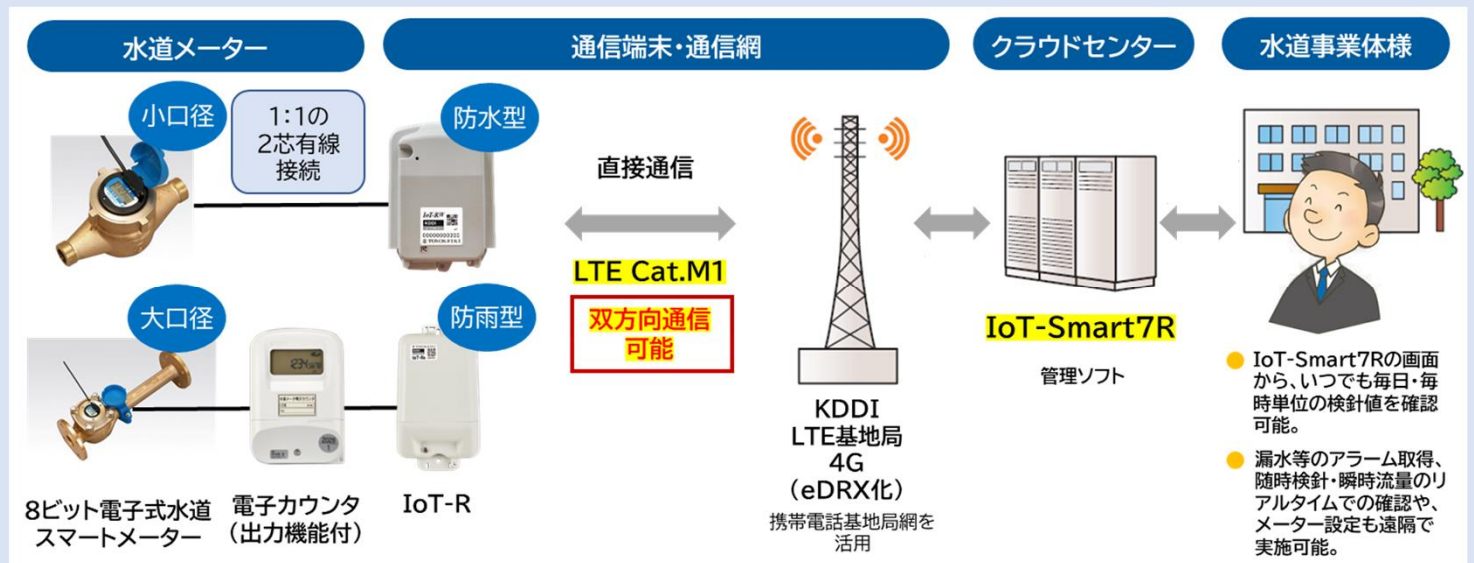 水道メーター
通信端末・通信網
クラウドセンター
水道事業体様
小口径
1:1の
2芯有線
接続
防水型
直接通信
LTE Cat.M1
双方向通信
可能
大口径
防雨型
IoT-R
KDDI
8ビット電子式水道
スマートメーター
電子カウンタ
(出力機能付)
IoT-R
KDDI
LTE基地局
4G
(eDRX化)
携帯電話基地局網を
活用
IoT-Smart7R
管理ソフト
IoT-Smart7Rの画面
から、いつでも毎日・毎
時単位の検針値を確認
可能。
漏水等のアラーム取得、
随時検針・瞬時流量のリ
アルタイムでの確認や、
メーター設定も遠隔で
実施可能。